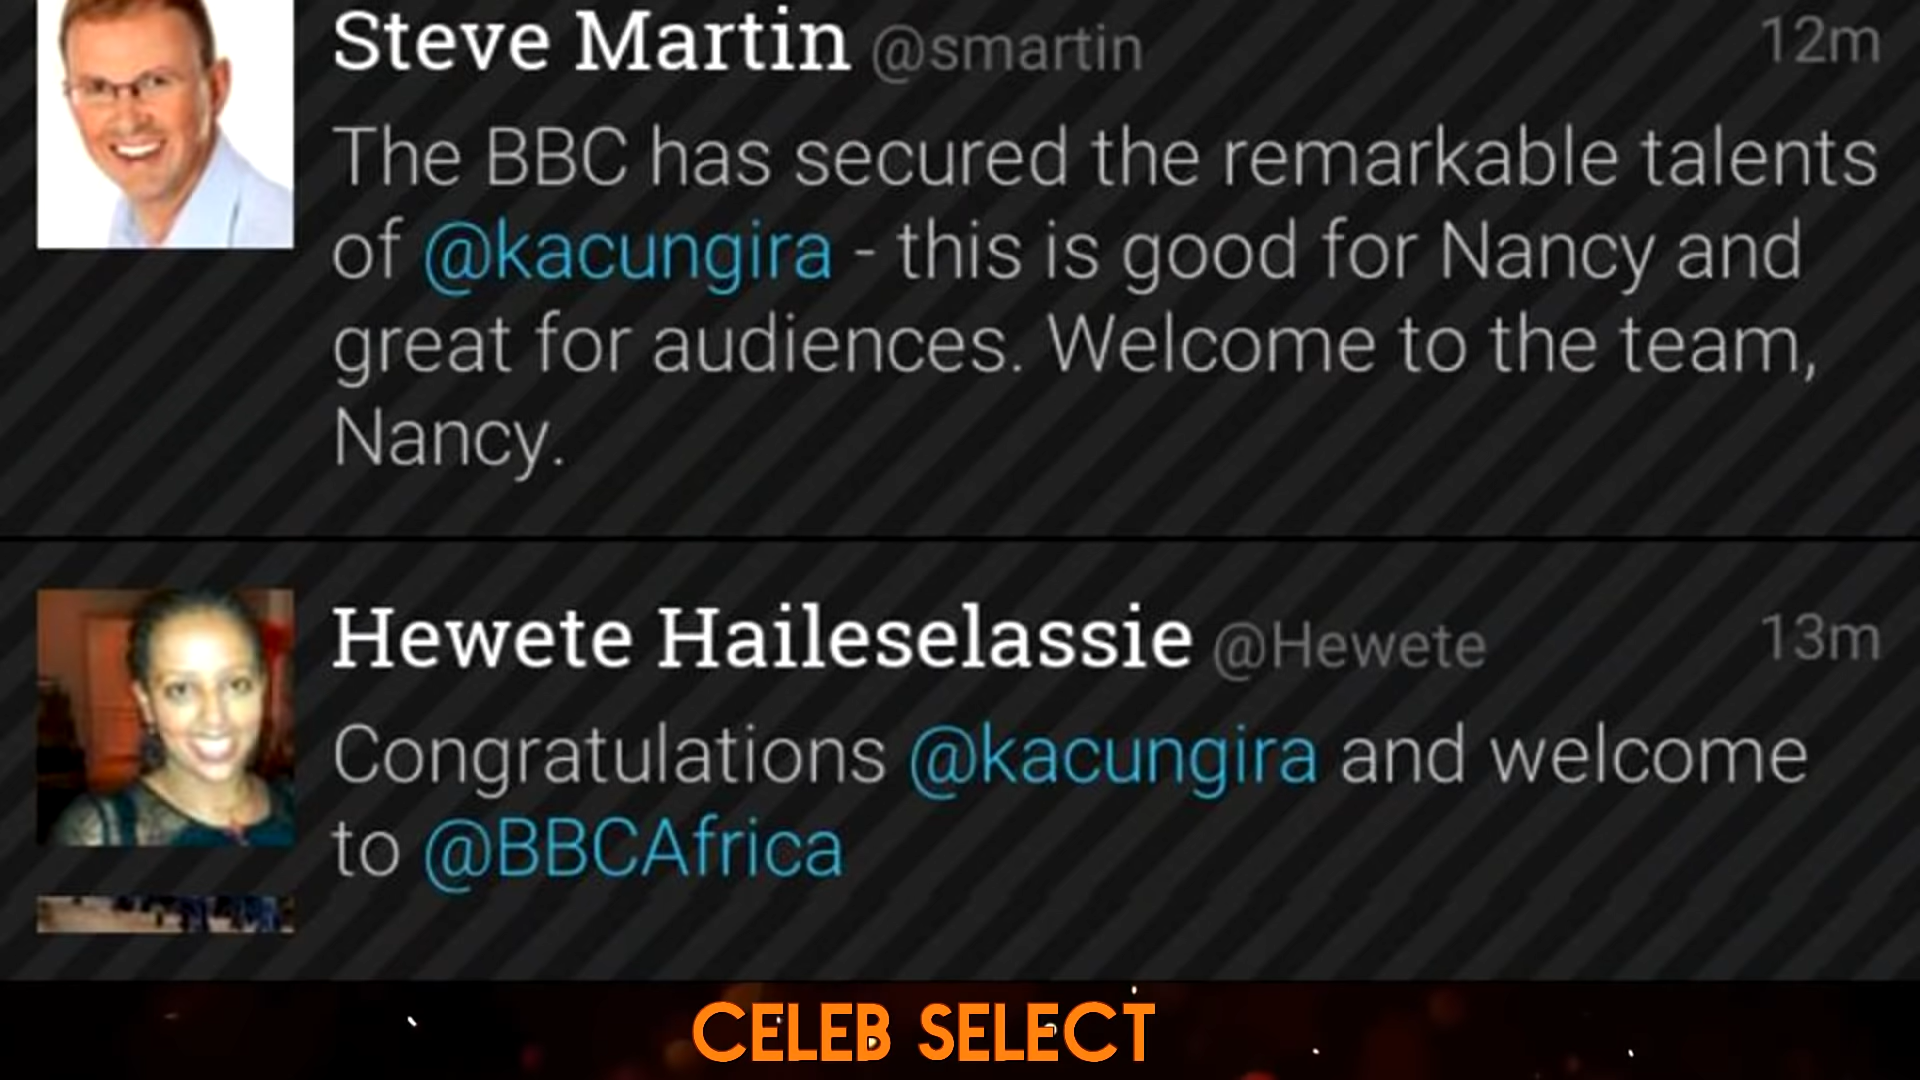 Steve Martin @smartin 12m
The BBC has secured the remarkable talents
of @kacungira - this is good for Nancy and
great for audiences. Welcome to the team,
Nancy.
Hewete Haileselassie @Hewete 13m
Congratulations @kacungira and welcome
to @BBCAfrica
CELEB SELECT